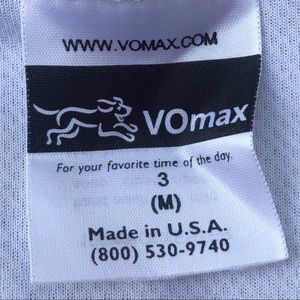 WWW.VOMAX.COM
VOmax
For your favorite time of the day.
3
(M)
Made in U.S.A.
(800) 530-9740